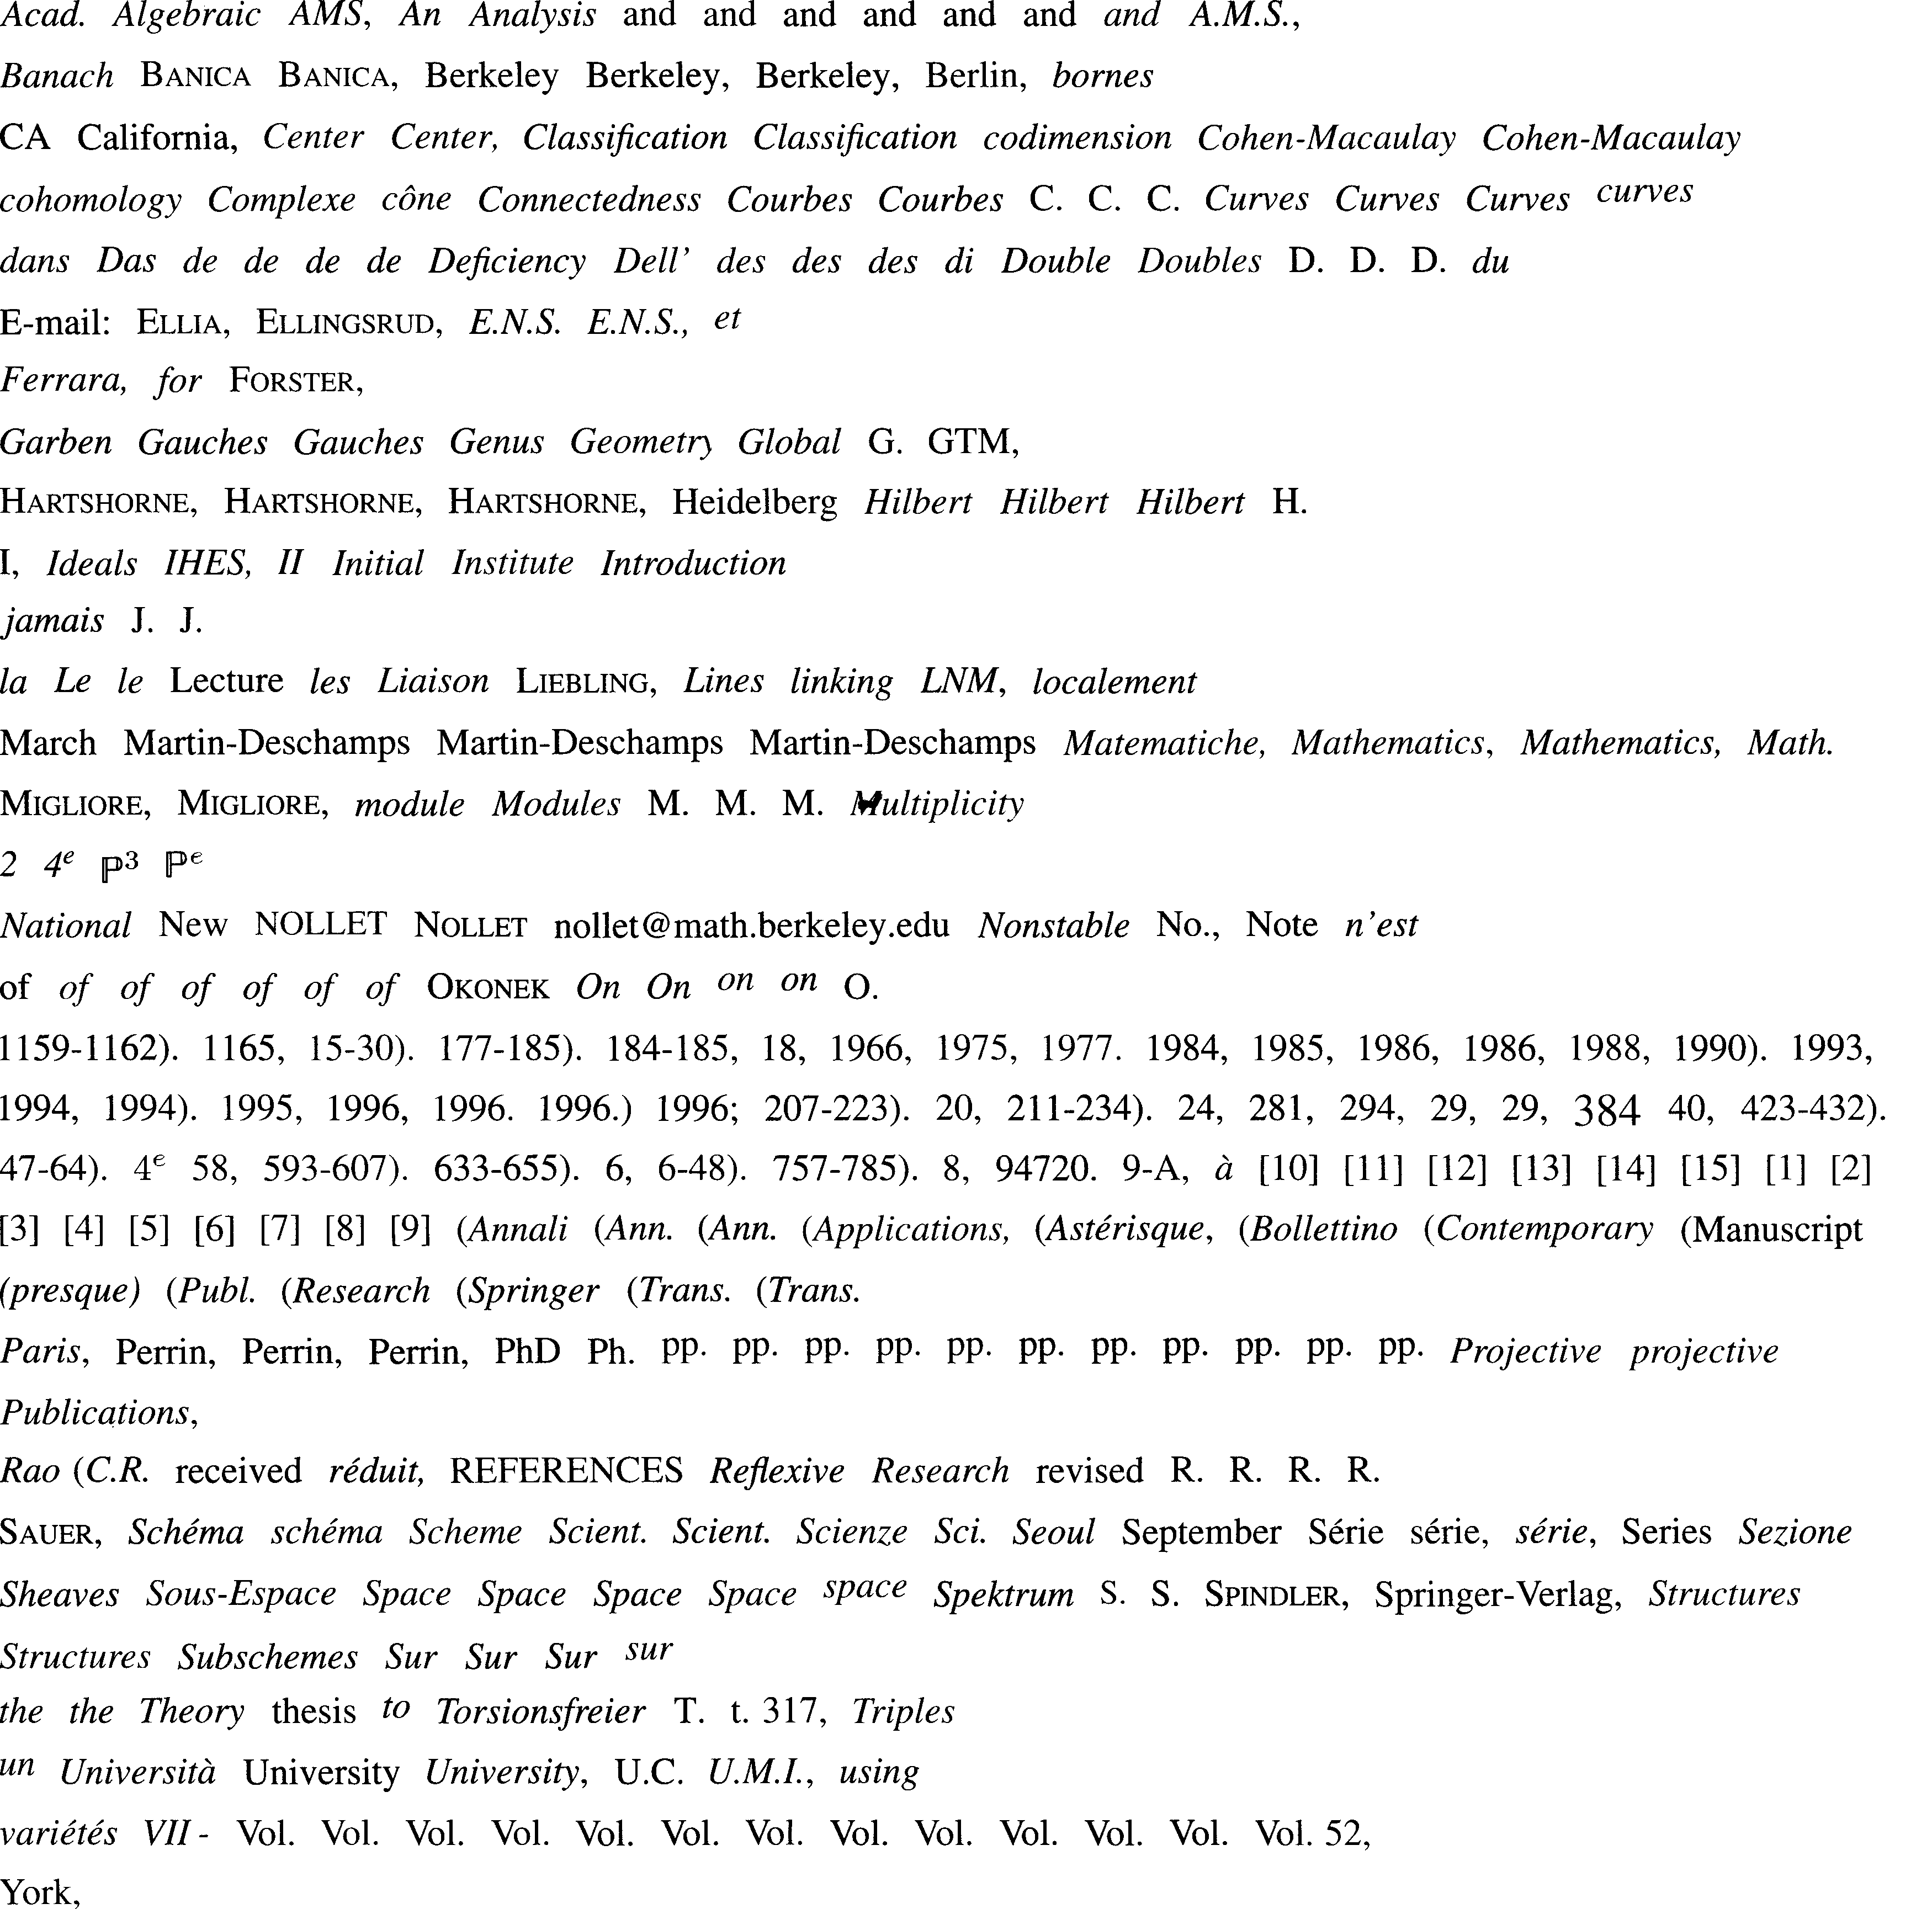 Acad. Algebraic AMS, An Analysis and and and and and and and A.M.S.,
Banach BANICA BANICA, Berkeley Berkeley, Berkeley, Berlin, bornes
CA California, Center Center, Classification Classification codimension Cohen-Macaulay Cohen-Macaulay
cohomology Complexe cône Connectedness Courbes Courbes C. C. C. Curves Curves Curves curves
dans Das de de de de Deficiency Dell' des des des di Double Doubles D. D. D. du
E-mail: ELLIA, ELLINGSRUD, E.N.S. E.N.S., et
Ferrara, for FORSTER,
Garben Gauches Gauches Genus Geometry Global G. GTM,
HARTSHORNE, HARTSHORNE, HARTSHORNE, Heidelberg Hilbert Hilbert Hilbert H.
I, Ideals IHES, II Initial Institute Introduction
jamais J. J.
la Le le Lecture les Liaison LIEBLING, Lines linking LNM, localement
March Martin-Deschamps Martin-Deschamps Martin-Deschamps Matematiche, Mathematics, Mathematics, Math.
MIGLIORE, MIGLIORE, module Modules M. M. M. Multiplicity
2 4ᵉ ℙ³ ℙᵉ
National New NOLLET NOLLET nollet@math.berkeley.edu Nonstable No., Note n'est
of of of of of of of OKONEK On On on on O.
1159-1162). 1165, 15-30). 177-185). 184-185, 18, 1966, 1975, 1977. 1984, 1985, 1986, 1986, 1988, 1990). 1993,
1994, 1994). 1995, 1996, 1996. 1996.) 1996; 207-223). 20, 211-234). 24, 281, 294, 29, 29, 384 40, 423-432).
47-64). 4ᵉ 58, 593-607). 633-655). 6, 6-48). 757-785). 8, 94720. 9-A, à [10] [11] [12] [13] [14] [15] [1] [2]
[3] [4] [5] [6] [7] [8] [9] (Annali (Ann. (Ann. (Applications, (Astérisque, (Bollettino (Contemporary (Manuscript
(presque) (Publ. (Research (Springer (Trans. (Trans.
Paris, Perrin, Perrin, Perrin, PhD Ph. pp. pp. pp. pp. pp. pp. pp. pp. pp. pp. pp. Projective projective
Publications,
Rao (C.R. received réduit, REFERENCES Reflexive Research revised R. R. R. R.
SAUER, Schéma schéma Scheme Scient. Scient. Scienze Sci. Seoul September Série série, série, Series Sezione
Sheaves Sous-Espace Space Space Space Space space Spektrum S. S. SPINDLER, Springer-Verlag, Structures
Structures Subschemes Sur Sur Sur sur
the the Theory thesis to Torsionsfreier T. t. 317, Triples
un Università University University, U.C. U.M.I., using
variétés VII - Vol. Vol. Vol. Vol. Vol. Vol. Vol. Vol. Vol. Vol. Vol. Vol. Vol. 52,
York,